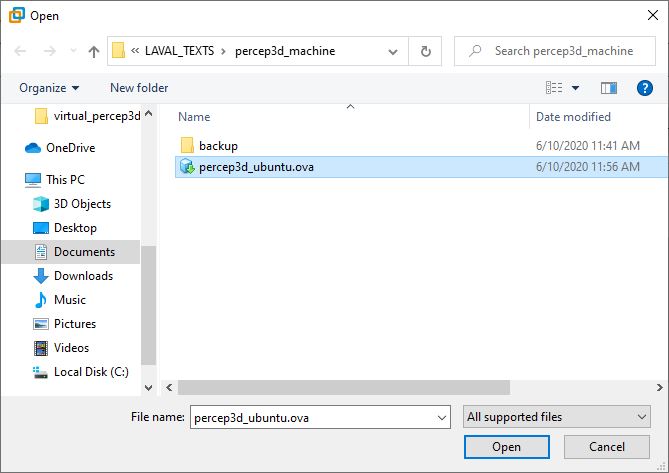 Open
« LAVAL_TEXTS › percep3d_machine
Search percep3d_machine
Organize New folder
Name Date modified
virtual_percep3d
OneDrive
This PC
3D Objects
Desktop
Documents
Downloads
Music
Pictures
Videos
Local Disk (C:)
backup 6/10/2020 11:41 AM
percep3d_ubuntu.ova 6/10/2020 11:56 AM
File name: percep3d_ubuntu.ova All supported files
Open Cancel